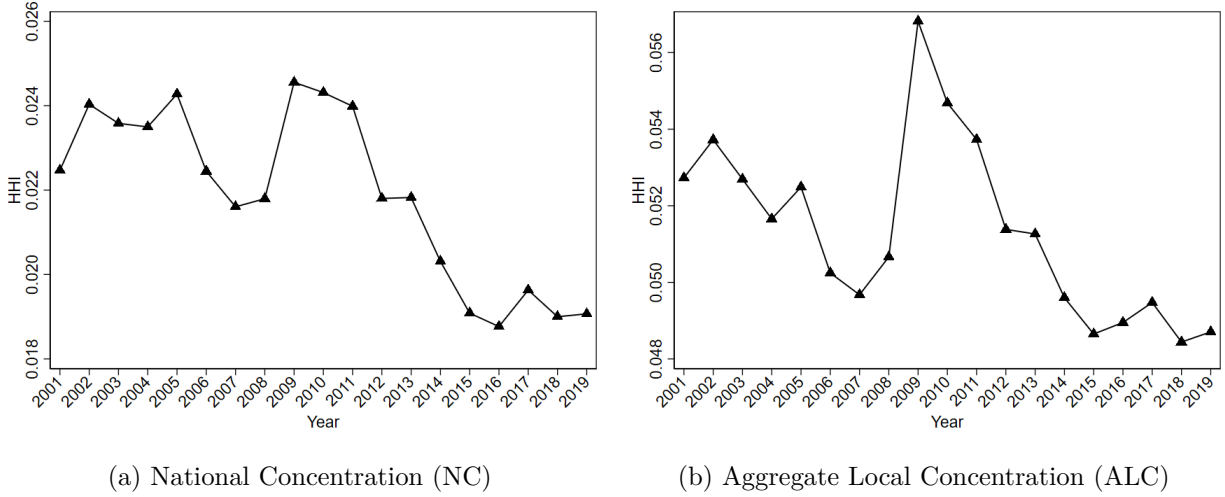 0.026
0.024
0.022
0.020
0.018
HHI
2001 2002 2003 2004 2005 2006 2007 2008 2009 2010 2011 2012 2013 2014 2015 2016 2017 2018 2019
Year
(a) National Concentration (NC)
0.056
0.054
0.052
0.050
0.048
HHI
2001 2002 2003 2004 2005 2006 2007 2008 2009 2010 2011 2012 2013 2014 2015 2016 2017 2018 2019
Year
(b) Aggregate Local Concentration (ALC)